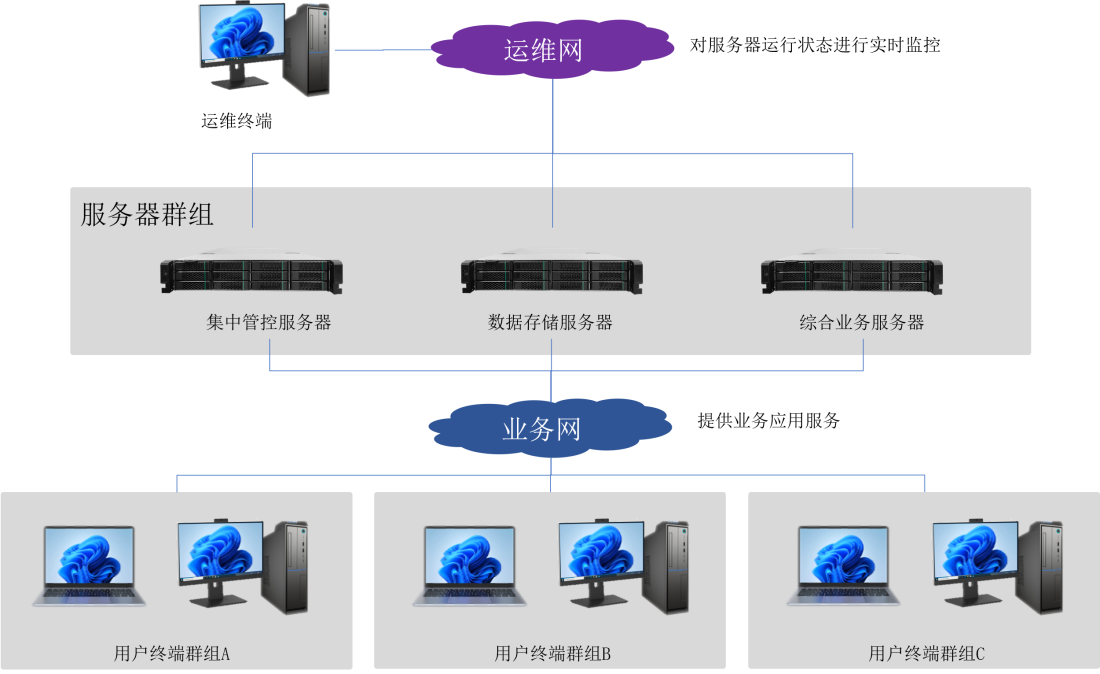 运维网
对服务器运行状态进行实时监控
运维终端
服务器群组
集中管控服务器
数据存储服务器
综合业务服务器
业务网
提供业务应用服务
用户终端群组A
用户终端群组B
用户终端群组C